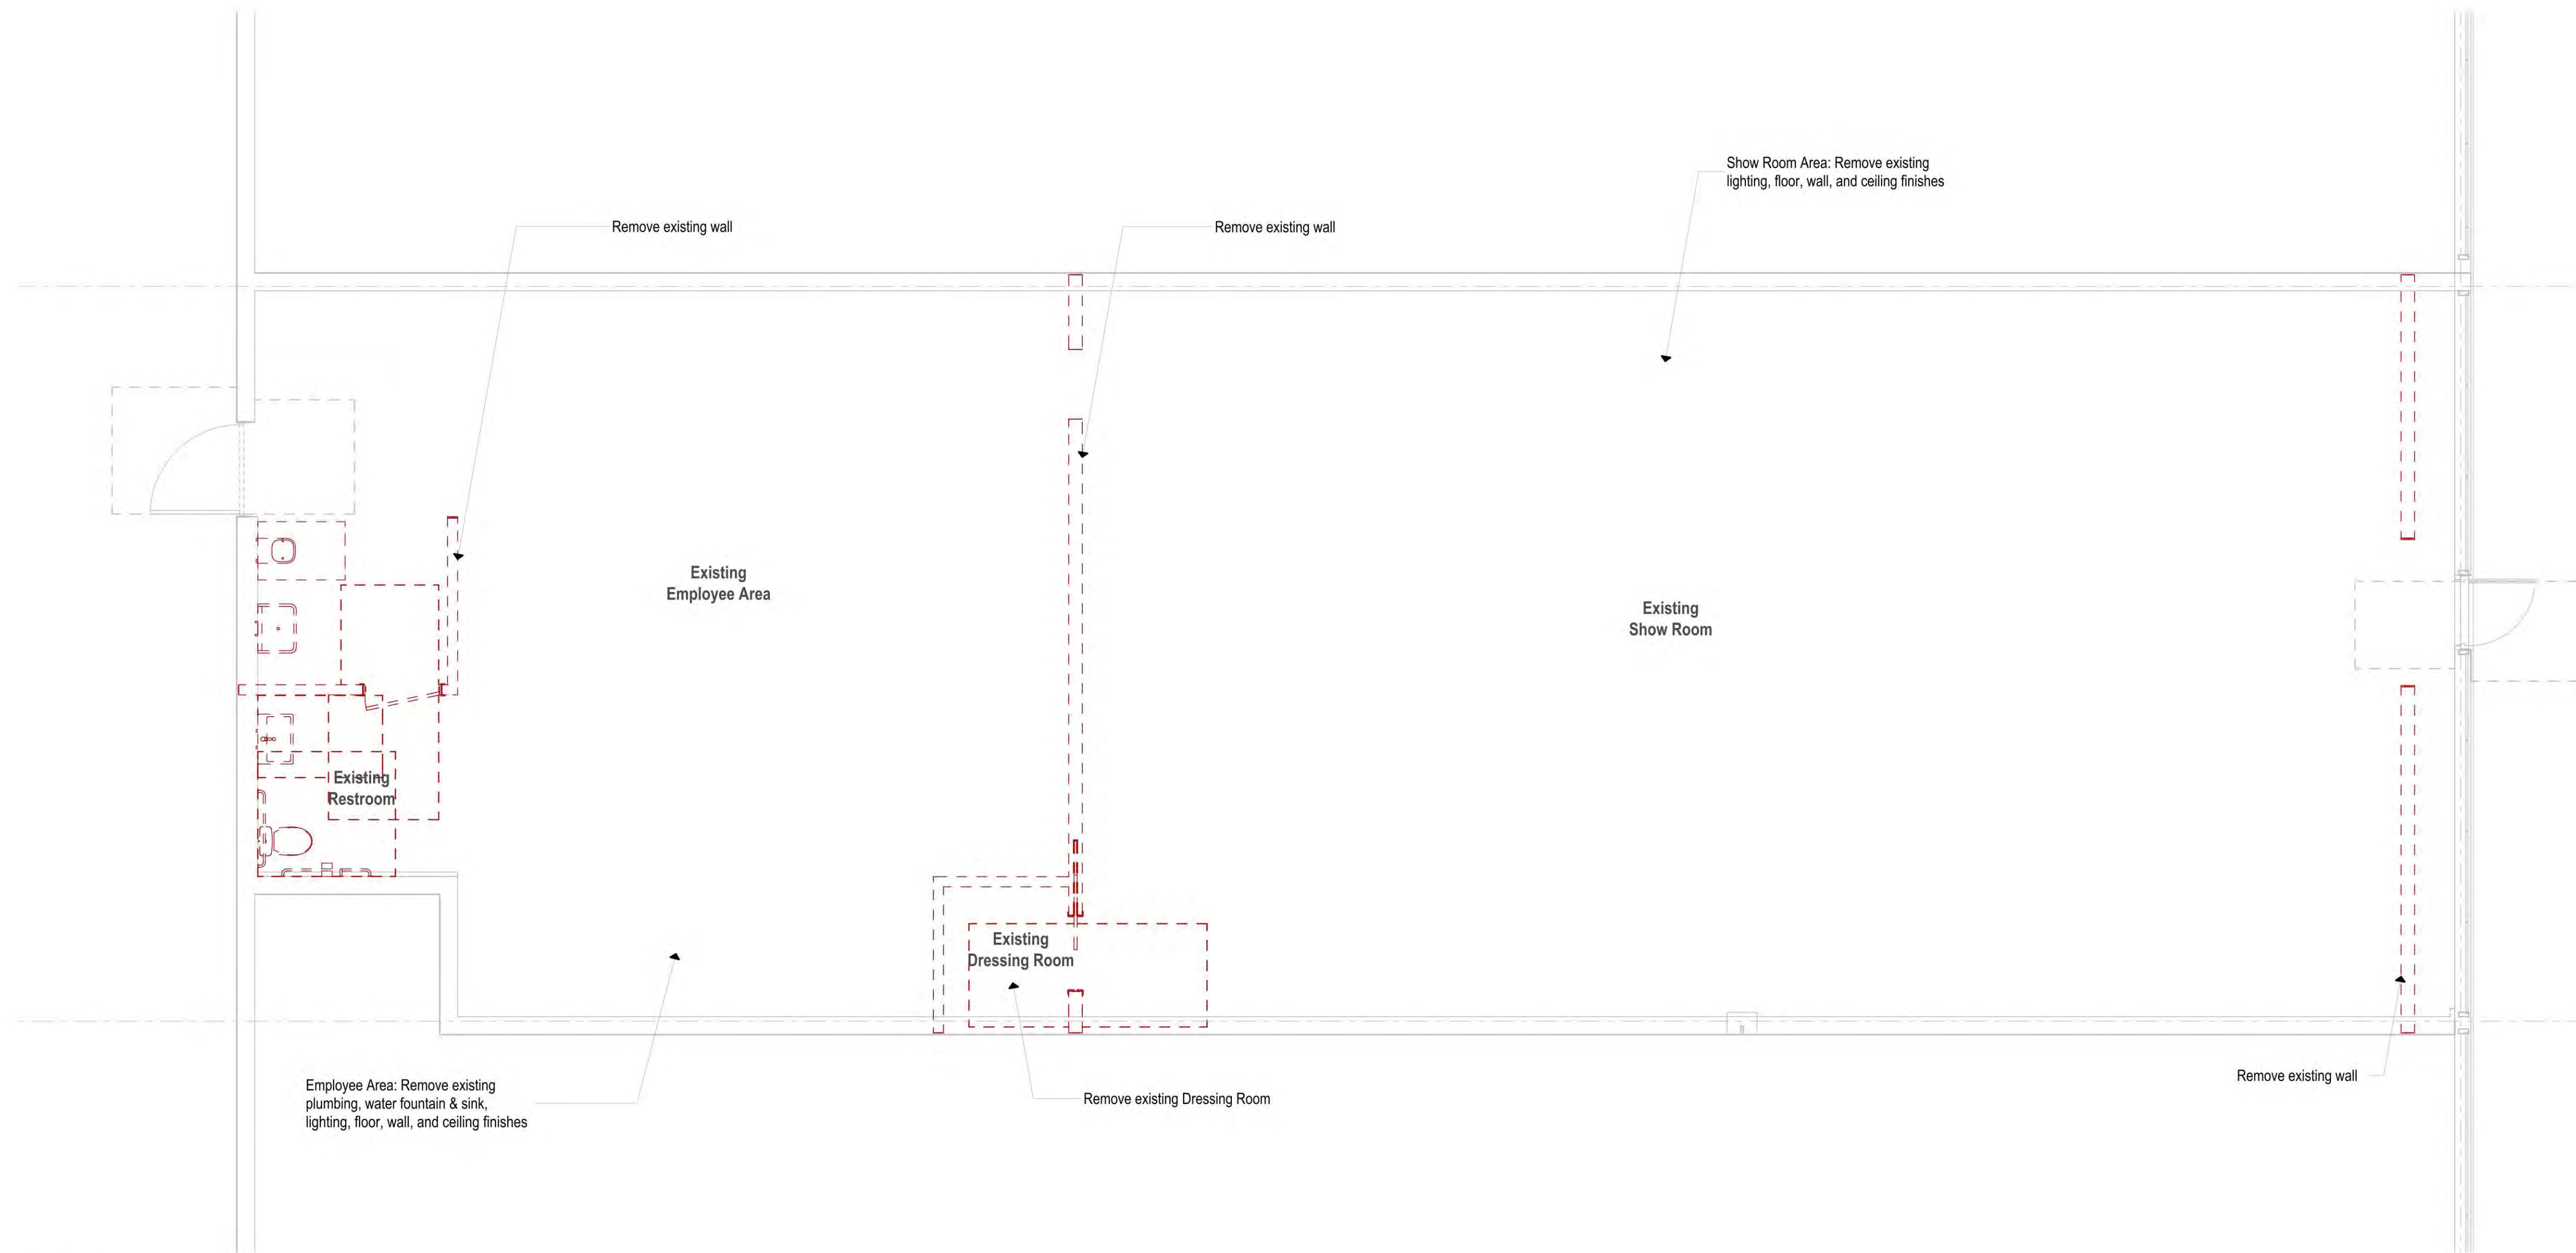 Show Room Area: Remove existing
lighting, floor, wall, and ceiling finishes
Remove existing wall
Remove existing wall
Existing
Employee Area
Existing
Show Room
Existing
Restroom
Existing
Dressing Room
Employee Area: Remove existing
plumbing, water fountain & sink,
lighting, floor, wall, and ceiling finishes
Remove existing Dressing Room
Remove existing wall